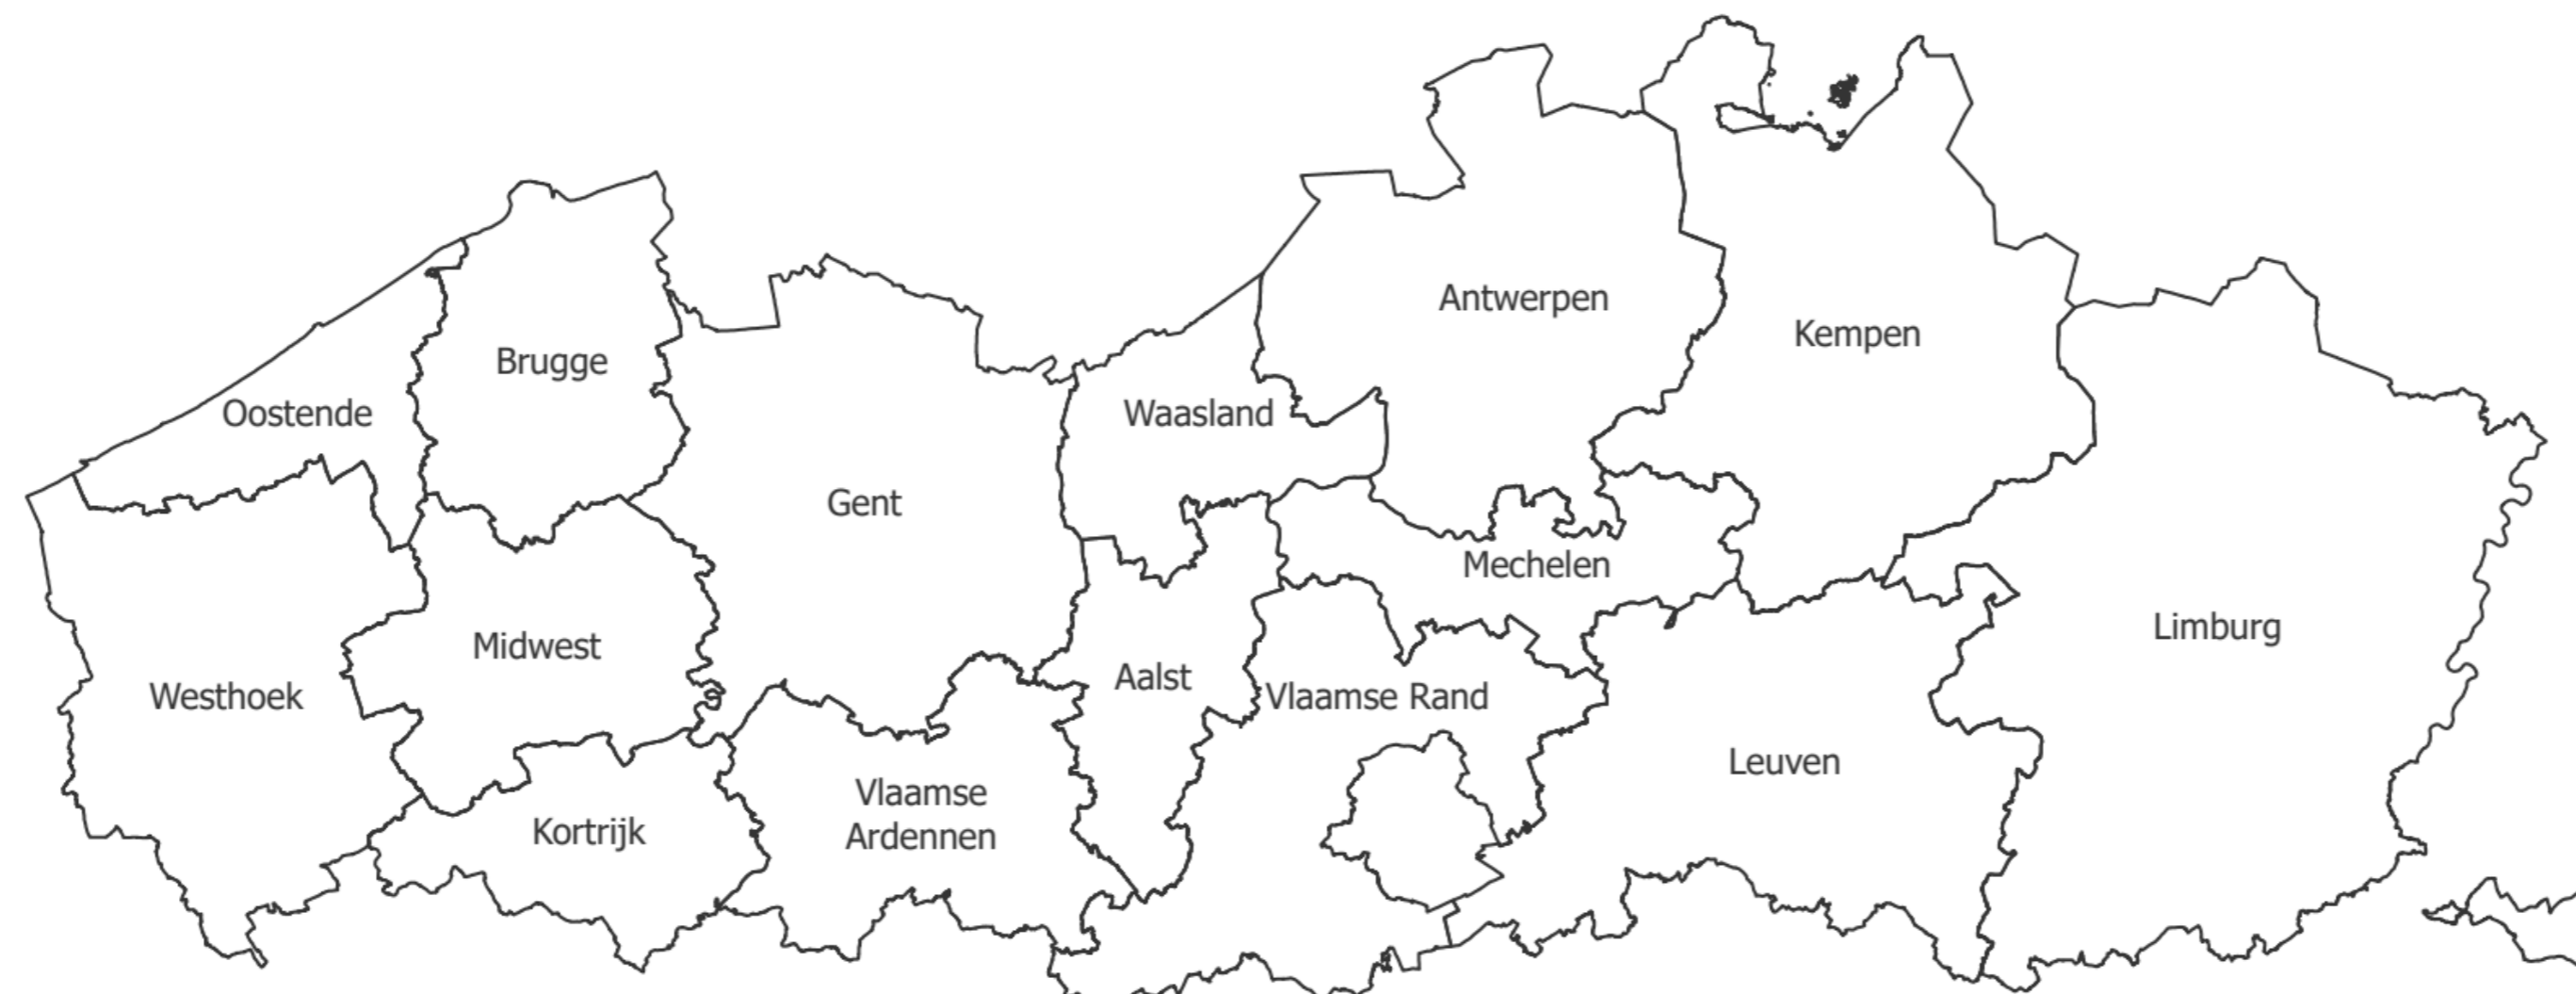 Antwerpen
Kempen
Brugge
Oostende
Waasland
Gent
Mechelen
Limburg
Midwest
Aalst
Westhoek
Vlaamse Rand
Leuven
Vlaamse
Ardennen
Kortrijk